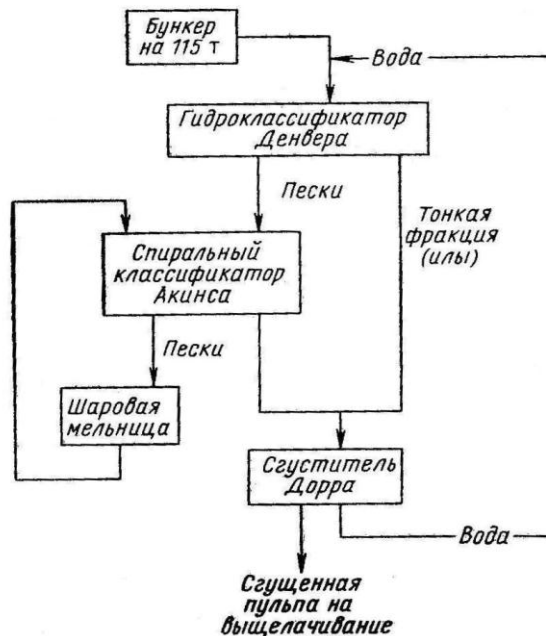 Бункер
на 115 т
Вода
Гидроклассификатор
Денвера
Пески
Тонкая
фракция
(илы)
Спиральный
классификатор
Акинса
Пески
Шаровая
мельница
Сгуститель
Дорра
Вода
Сгущенная
пульпа на
выщелачивание